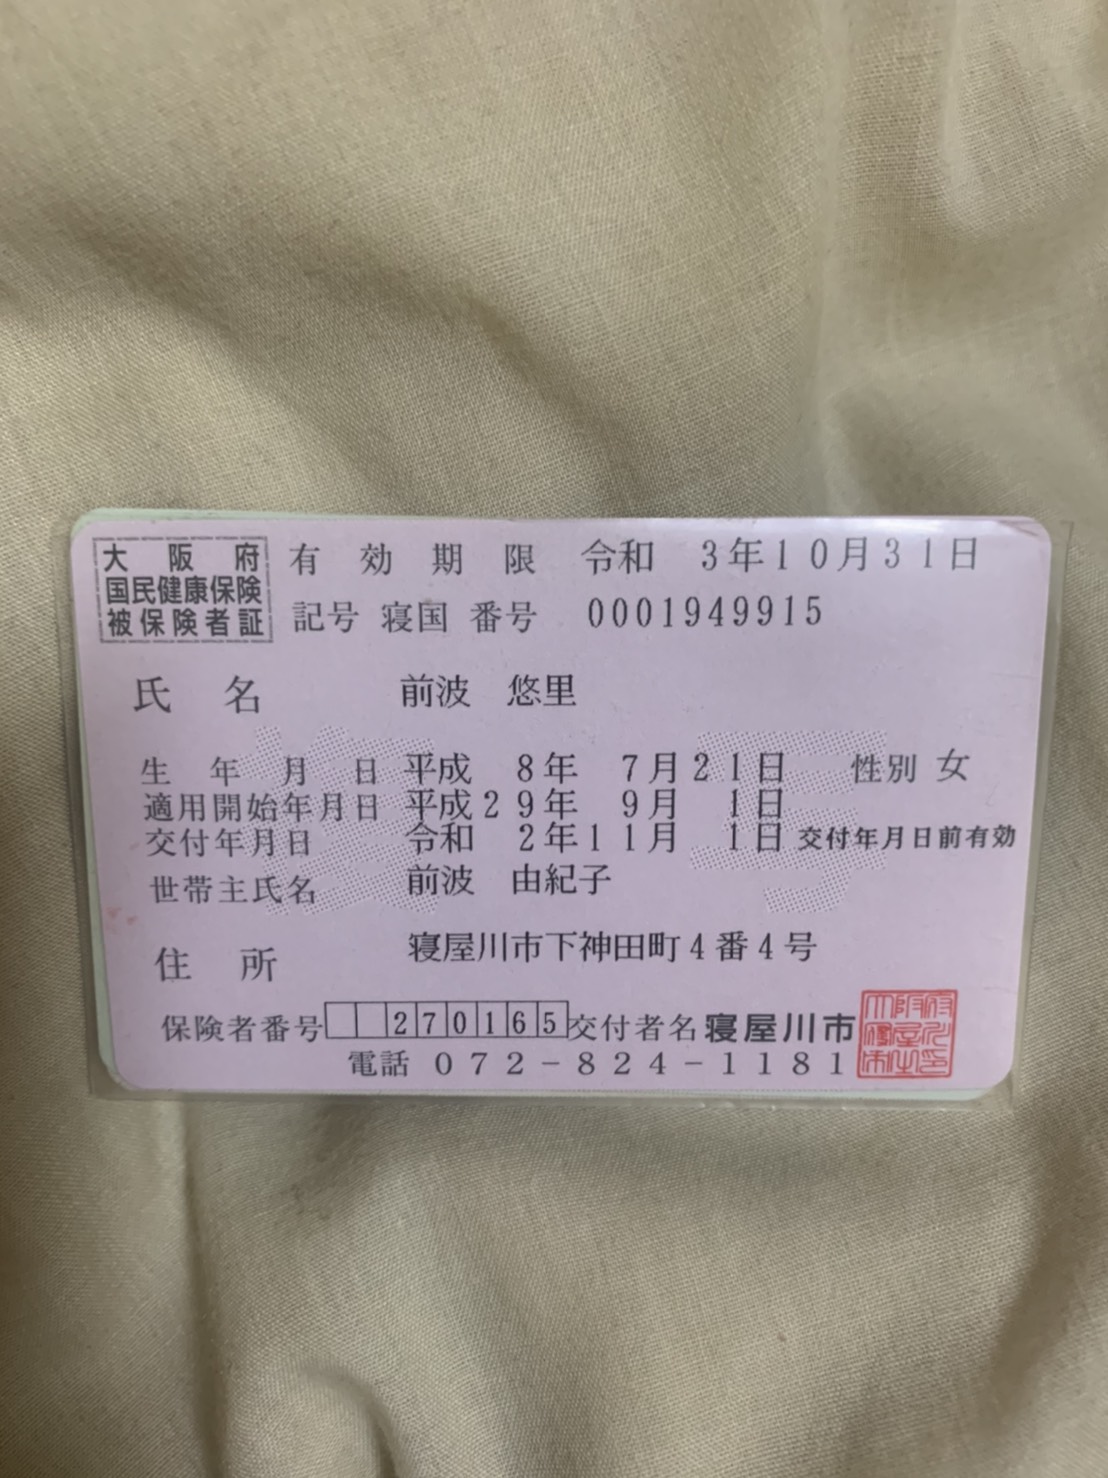 大阪府
国民健康保険
被保険者証
有効期限 令和 3年10月31日
記号 寝国 番号 0001949915
氏名 前波 悠里
生年月日 平成 8年 7月21日 性別 女
適用開始年月日 平成29年 9月 1日
交付年月日 令和 2年11月 1日 交付年月日前有効
世帯主氏名 前波 由紀子
住所 寝屋川市下神田町4番4号
保険者番号 270165 交付者名 寝屋川市
電話 072-824-1181